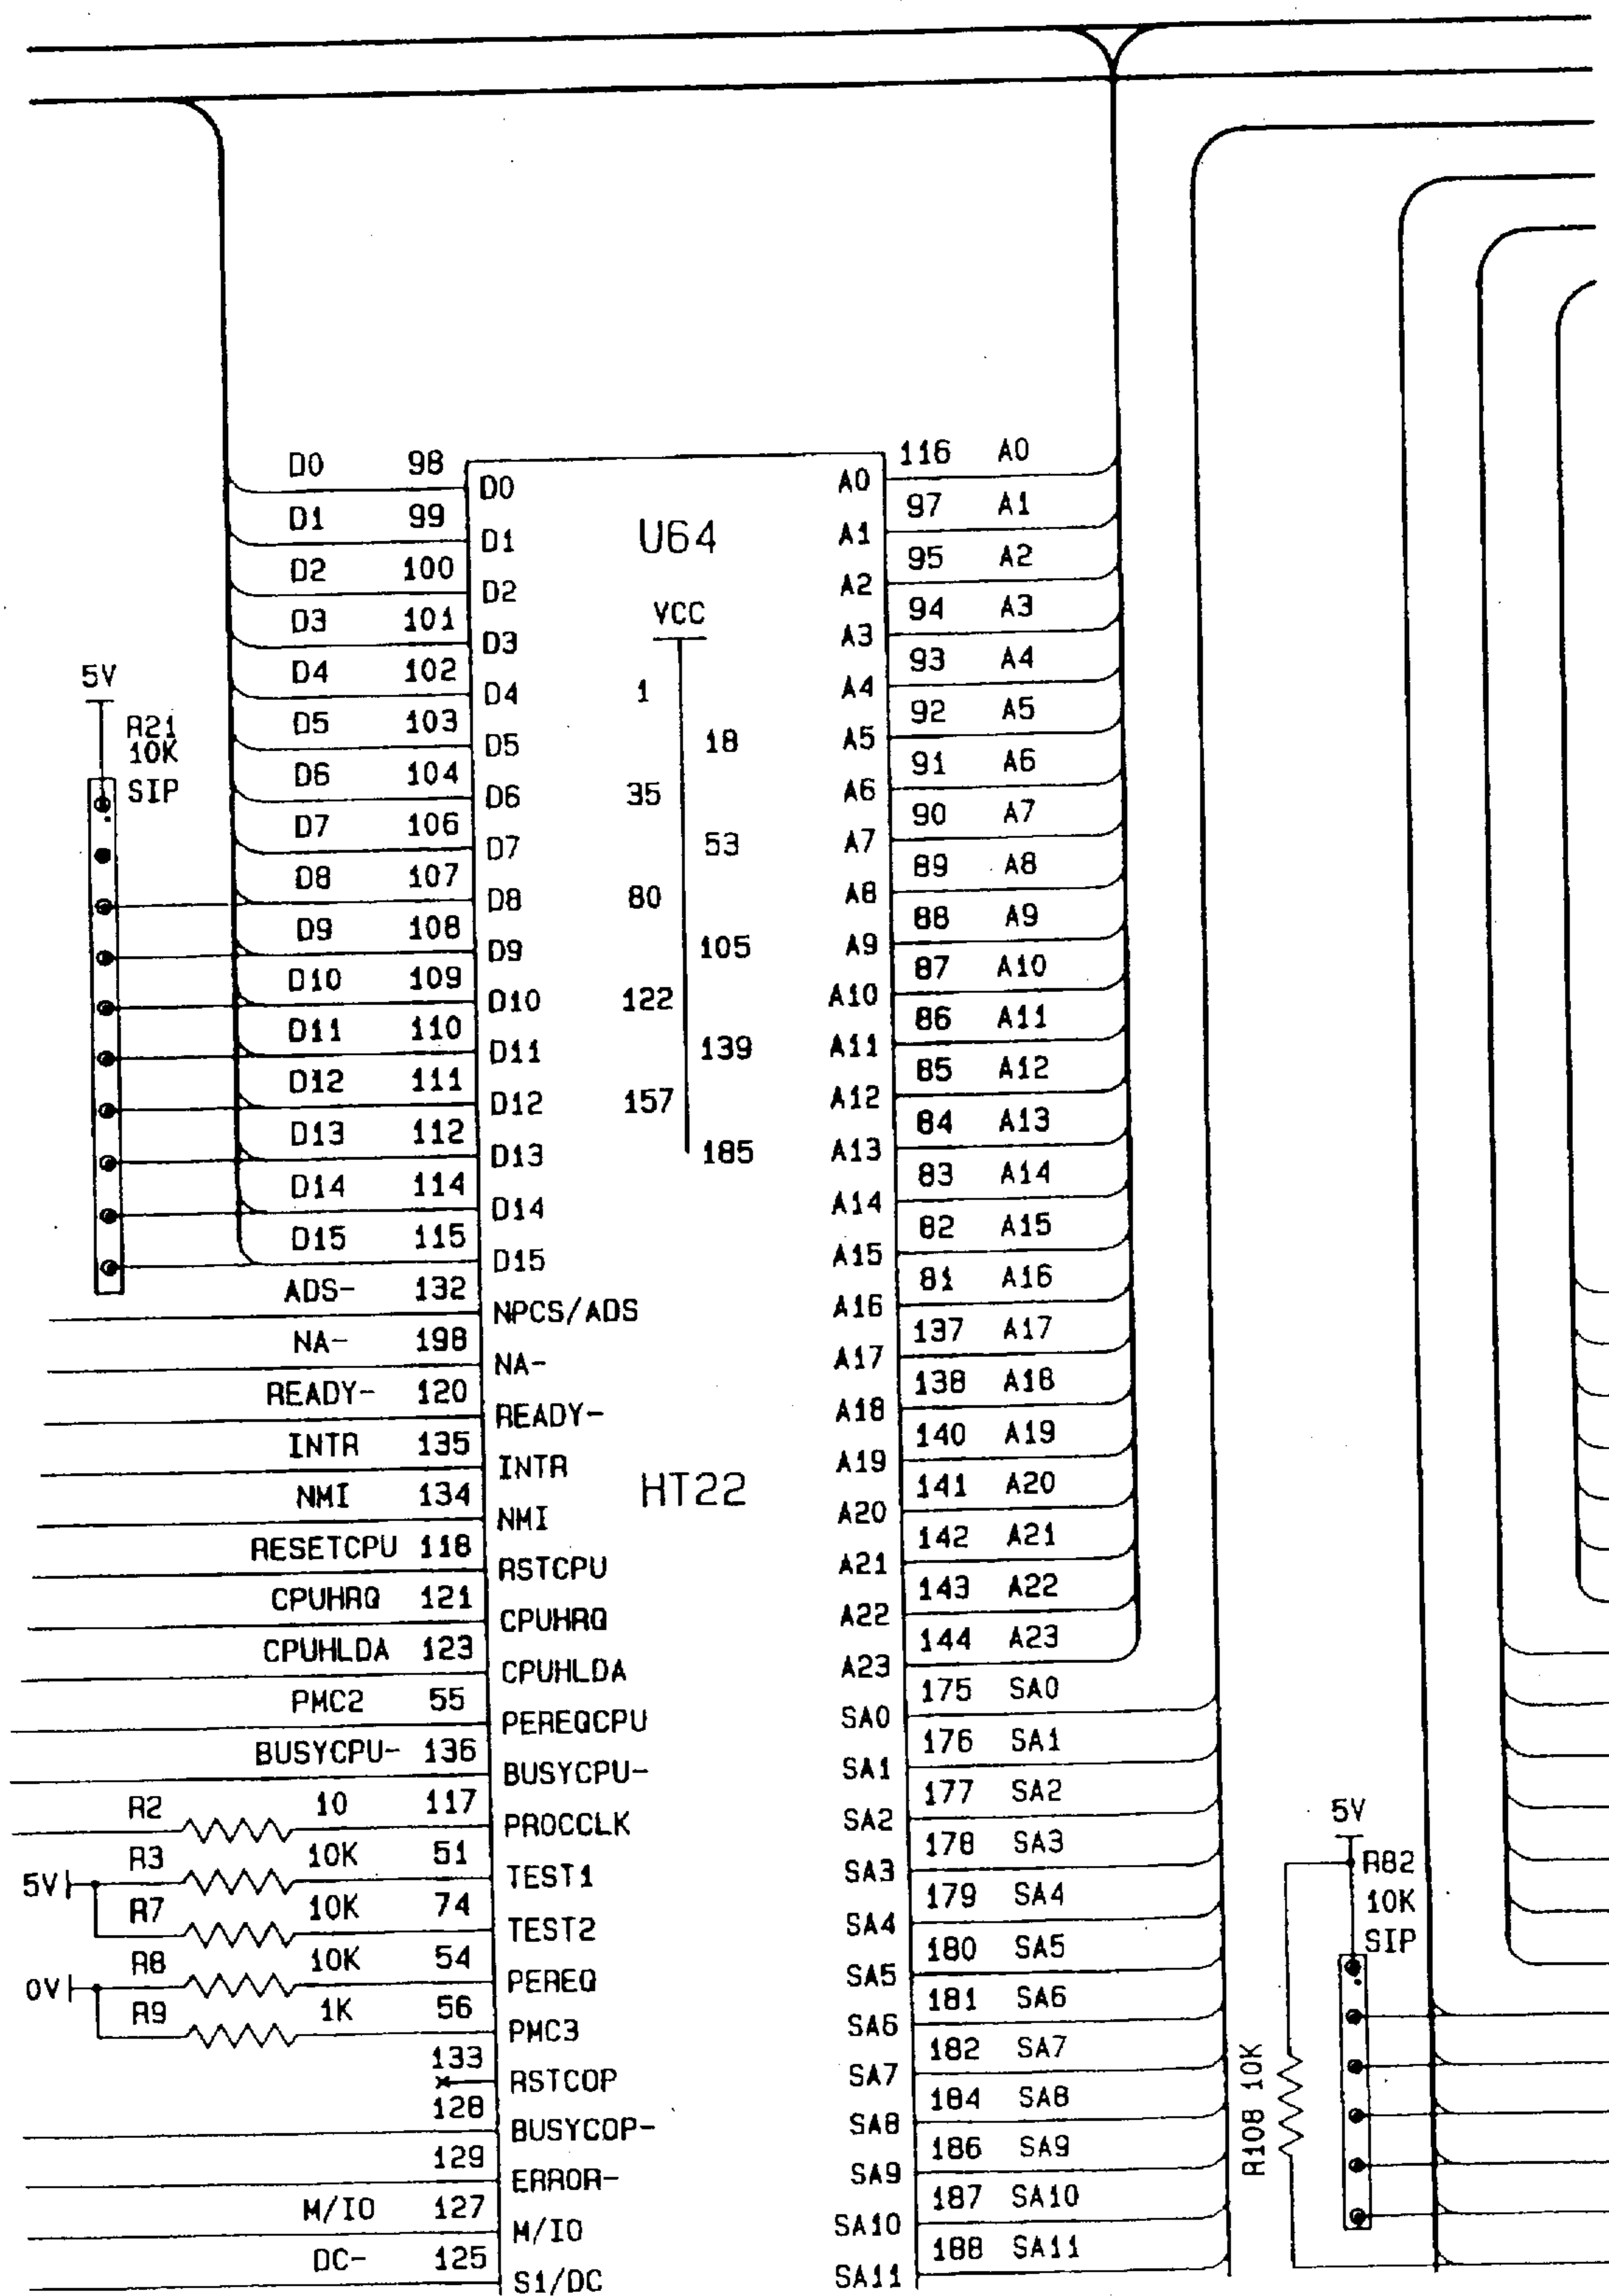 D0 98 D0 A0 116 A0
D1 99 D1 U64 A1 97 A1
D2 100 D2 A2 95 A2
D3 101 D3 VCC A3 94 A3
5V D4 102 D4 1 A4 93 A4
R21 D5 103 D5 18 A5 92 A5
10K
SIP D6 104 D6 35 A6 91 A6
D7 106 D7 53 A7 90 A7
D8 107 D8 80 A8 89 A8
D9 108 D9 105 A9 88 A9
D10 109 D10 122 A10 87 A10
D11 110 D11 139 A11 86 A11
D12 111 D12 157 A12 85 A12
D13 112 D13 185 A13 84 A13
D14 114 D14 A14 83 A14
D15 115 D15 A15 82 A15
ADS- 132 NPCS/ADS A16 81 A16
NA- 198 NA- A17 137 A17
READY- 120 READY- A18 138 A18
INTR 135 INTR HT22 A19 140 A19
NMI 134 NMI A20 141 A20
RESETCPU 118 RSTCPU A21 142 A21
CPUHRQ 121 CPUHRQ A22 143 A22
CPUHLDA 123 CPUHLDA A23 144 A23
PMC2 55 PEREQCPU SA0 175 SA0
BUSYCPU- 136 BUSYCPU- SA1 176 SA1
R2 10 117 PROCCLK SA2 177 SA2 5V
5V R3 10K 51 TEST1 SA3 178 SA3 R82
R7 10K 74 TEST2 SA4 179 SA4 10K
0V R8 10K 54 PEREQ SA5 180 SA5 SIP
R9 1K 56 PMC3 SA6 181 SA6
133 RSTCOP SA7 182 SA7
128 BUSYCOP- SA8 184 SA8 R108 10K
129 ERROR- SA9 186 SA9
M/IO 127 M/IO SA10 187 SA10
DC- 125 S1/DC SA11 188 SA11